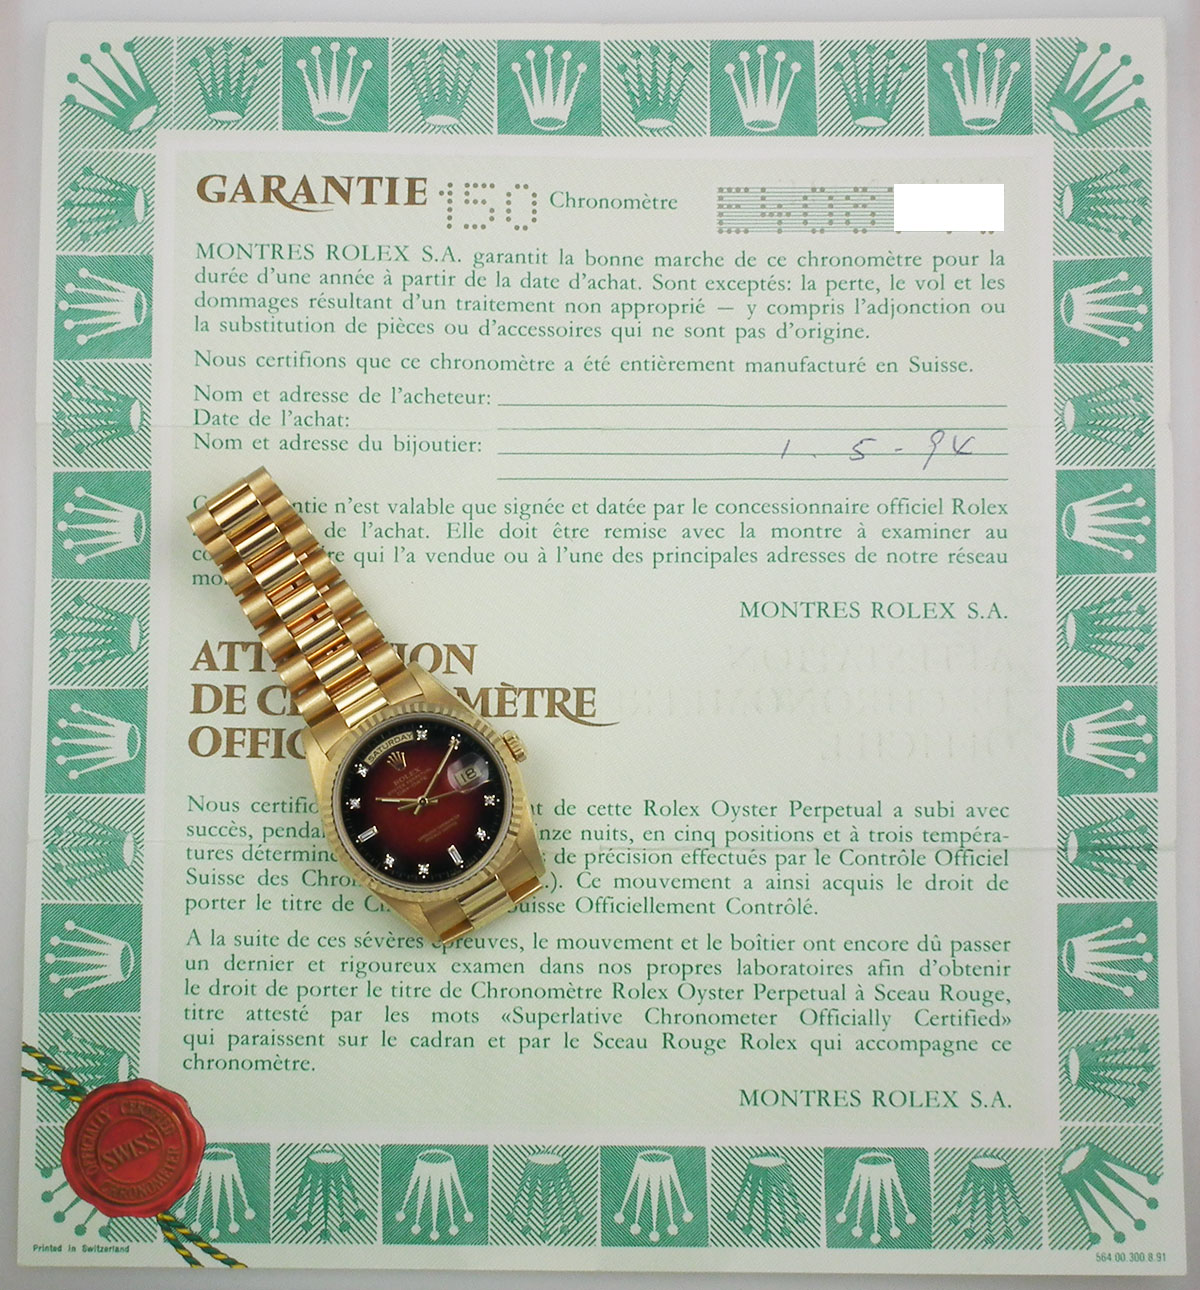 GARANTIE 150 Chronomètre E408
MONTRES ROLEX S.A. garantit la bonne marche de ce chronomètre pour la
durée d'une année à partir de la date d'achat. Sont exceptés: la perte, le vol et les
dommages résultant d'un traitement non approprié — y compris l'adjonction ou
la substitution de pièces ou d'accessoires qui ne sont pas d'origine.
Nous certifions que ce chronomètre a été entièrement manufacturé en Suisse.
Nom et adresse de l'acheteur:
Date de l'achat:
Nom et adresse du bijoutier: 1. 5 - 94
n'est valable que signée et datée par le concessionnaire officiel Rolex
de l'achat. Elle doit être remise avec la montre à examiner au
qui l'a vendue ou à l'une des principales adresses de notre réseau
MONTRES ROLEX S.A.
DE MÈTRE
Nous de cette Rolex Oyster Perpetual a subi avec
succès, nuits, en cinq positions et à trois tempéra-
tures de précision effectués par le Contrôle Officiel
Suisse des Ce mouvement a ainsi acquis le droit de
porter le titre de Suisse Officiellement Contrôlé.
A la suite de ces sévères épreuves, le mouvement et le boîtier ont encore dû passer
un dernier et rigoureux examen dans nos propres laboratoires afin d'obtenir
le droit de porter le titre de Chronomètre Rolex Oyster Perpetual à Sceau Rouge,
titre attesté par les mots «Superlative Chronometer Officially Certified»
qui paraissent sur le cadran et par le Sceau Rouge Rolex qui accompagne ce
chronomètre.
MONTRES ROLEX S.A.
SATURDAY
ROLEX
18
OFFICIALLY CERTIFIED
SWISS
CHRONOMETER
Printed in Switzerland
564.00.300.8.91